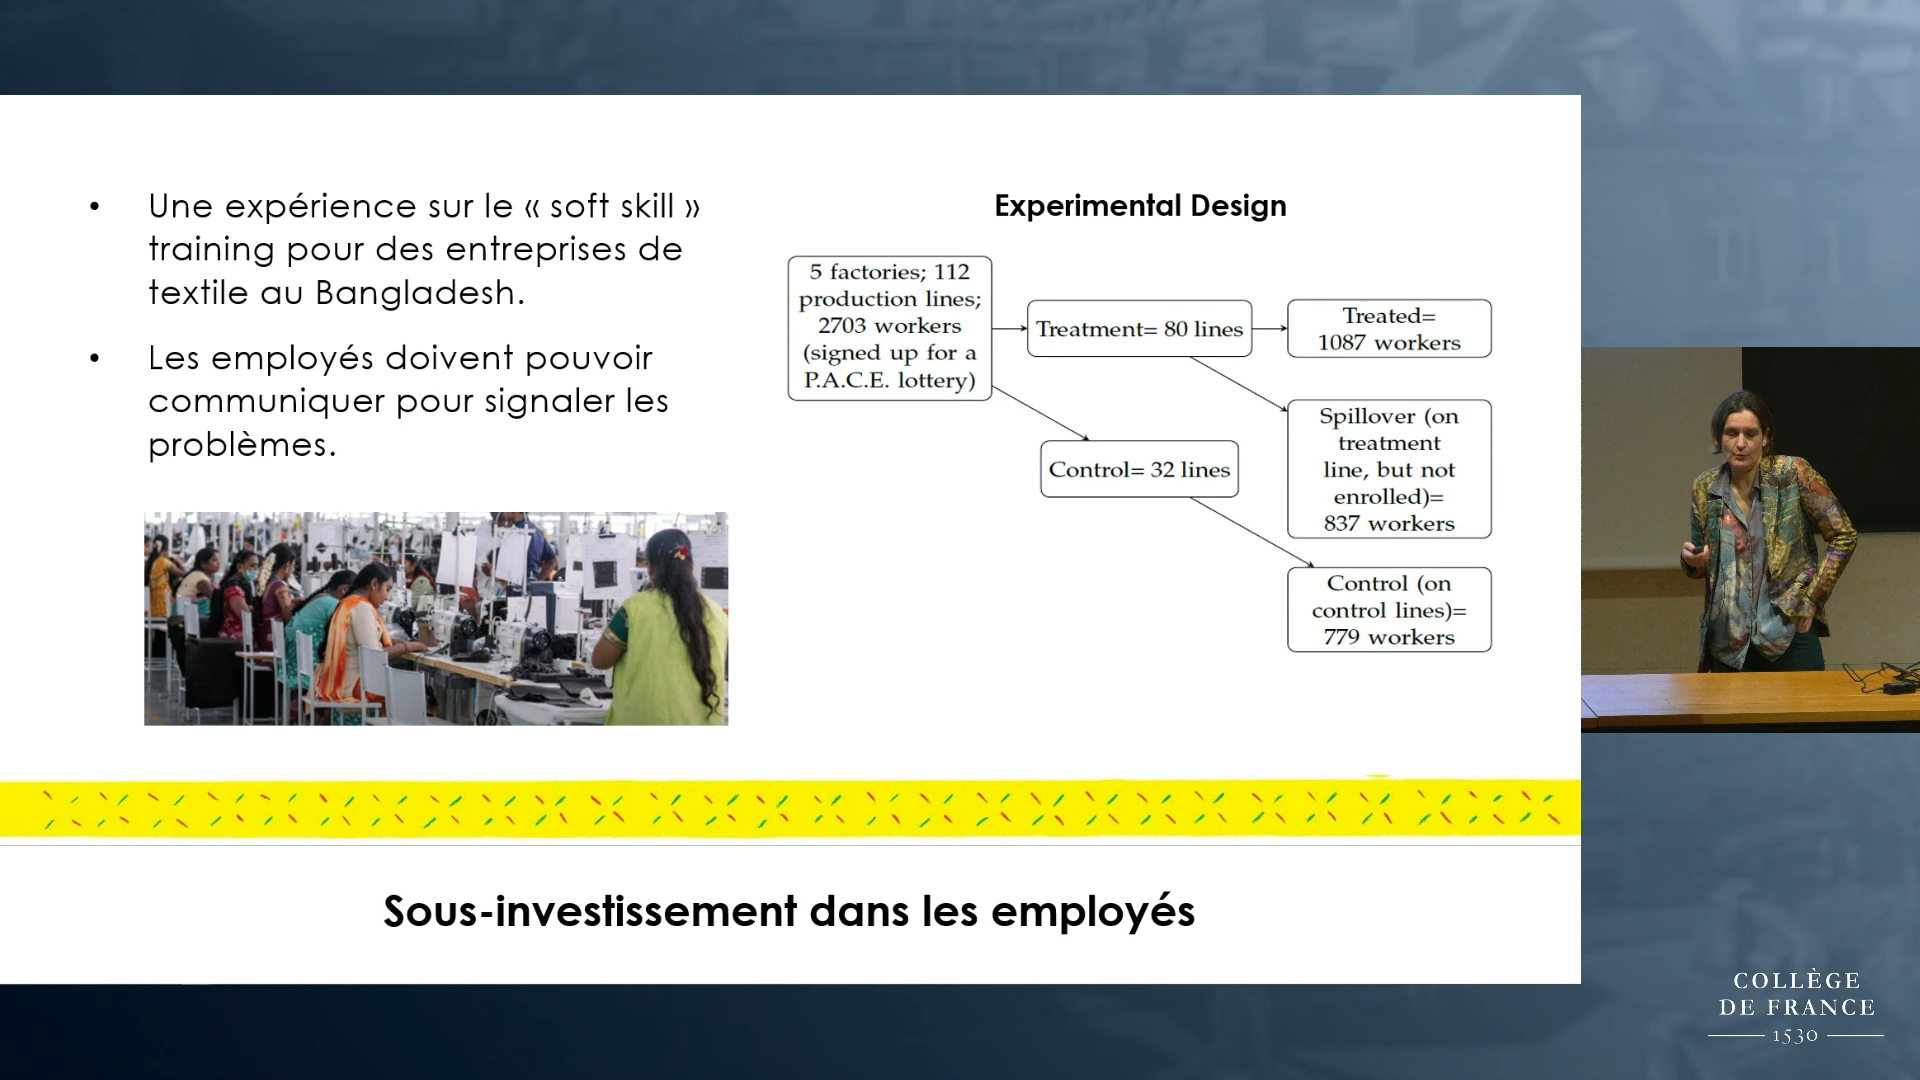 • Une expérience sur le « soft skill »
training pour des entreprises de
textile au Bangladesh.
• Les employés doivent pouvoir
communiquer pour signaler les
problèmes.
Experimental Design
5 factories; 112
production lines;
2703 workers
(signed up for a
P.A.C.E. lottery)
Treatment= 80 lines
Treated=
1087 workers
Spillover (on
treatment
line, but not
enrolled)=
837 workers
Control= 32 lines
Control (on
control lines)=
779 workers
Sous-investissement dans les employés
COLLÈGE
DE FRANCE
1530